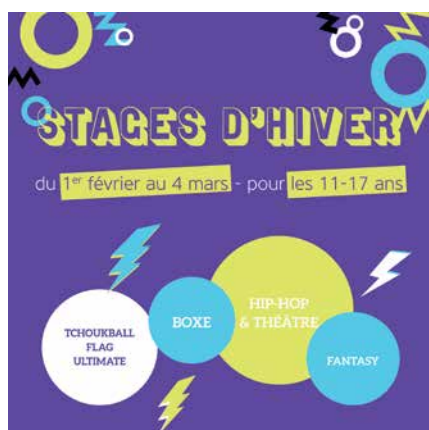 STAGES D'HIVER
du 1er février au 4 mars - pour les 11-17 ans
TCHOUKBALL
FLAG
ULTIMATE
BOXE
HIP-HOP
& THÉÂTRE
FANTASY